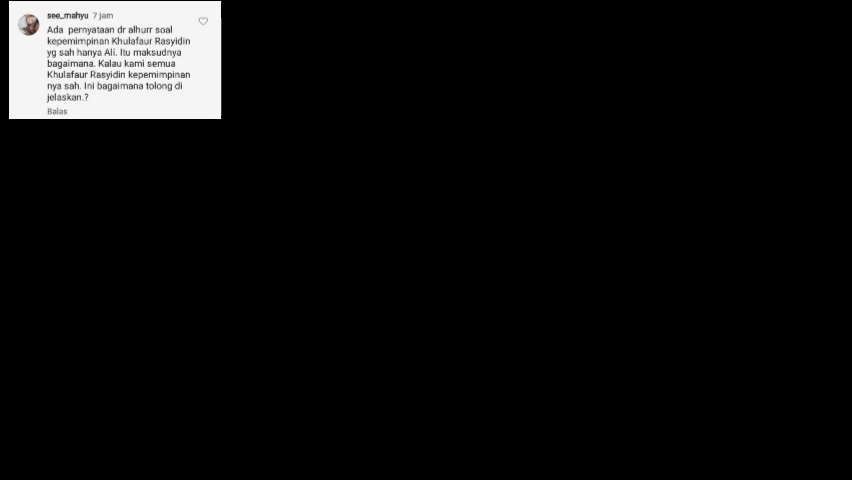 see_mahyu 7 jam
Ada pernyataan dr alhurr soal
kepemimpinan Khulafaur Rasyidin
yg sah hanya Ali. Itu maksudnya
bagaimana. Kalau kami semua
Khulafaur Rasyidin kepemimpinan
nya sah. Ini bagaimana tolong di
jelaskan.?
Balas